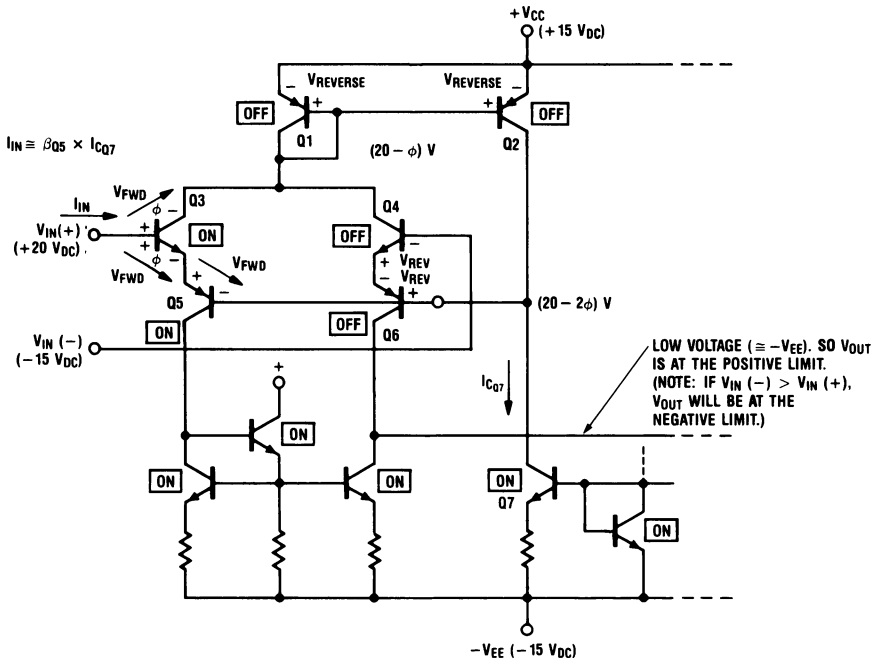 +VCC
(+15 VDC)
VREVERSE
VREVERSE
− +
+ −
OFF
OFF
Q1
Q2
IIN ≅ βQ5 × ICQ7
(20 − ϕ) V
Q3
Q4
VFWD
IIN
ϕ −
+
VIN(+)
(+20 VDC)
ON
OFF
−
+
ϕ −
VFWD
VFWD
+
VREV
−
VREV
+
−
+
Q5
(20 − 2ϕ) V
ON
OFF
Q6
VIN (−)
(−15 VDC)
LOW VOLTAGE (≅ −VEE). SO VOUT
IS AT THE POSITIVE LIMIT.
(NOTE: IF VIN (−) > VIN (+),
VOUT WILL BE AT THE
NEGATIVE LIMIT.)
+
ICQ7
ON
ON
ON
ON
Q7
ON
−VEE (−15 VDC)